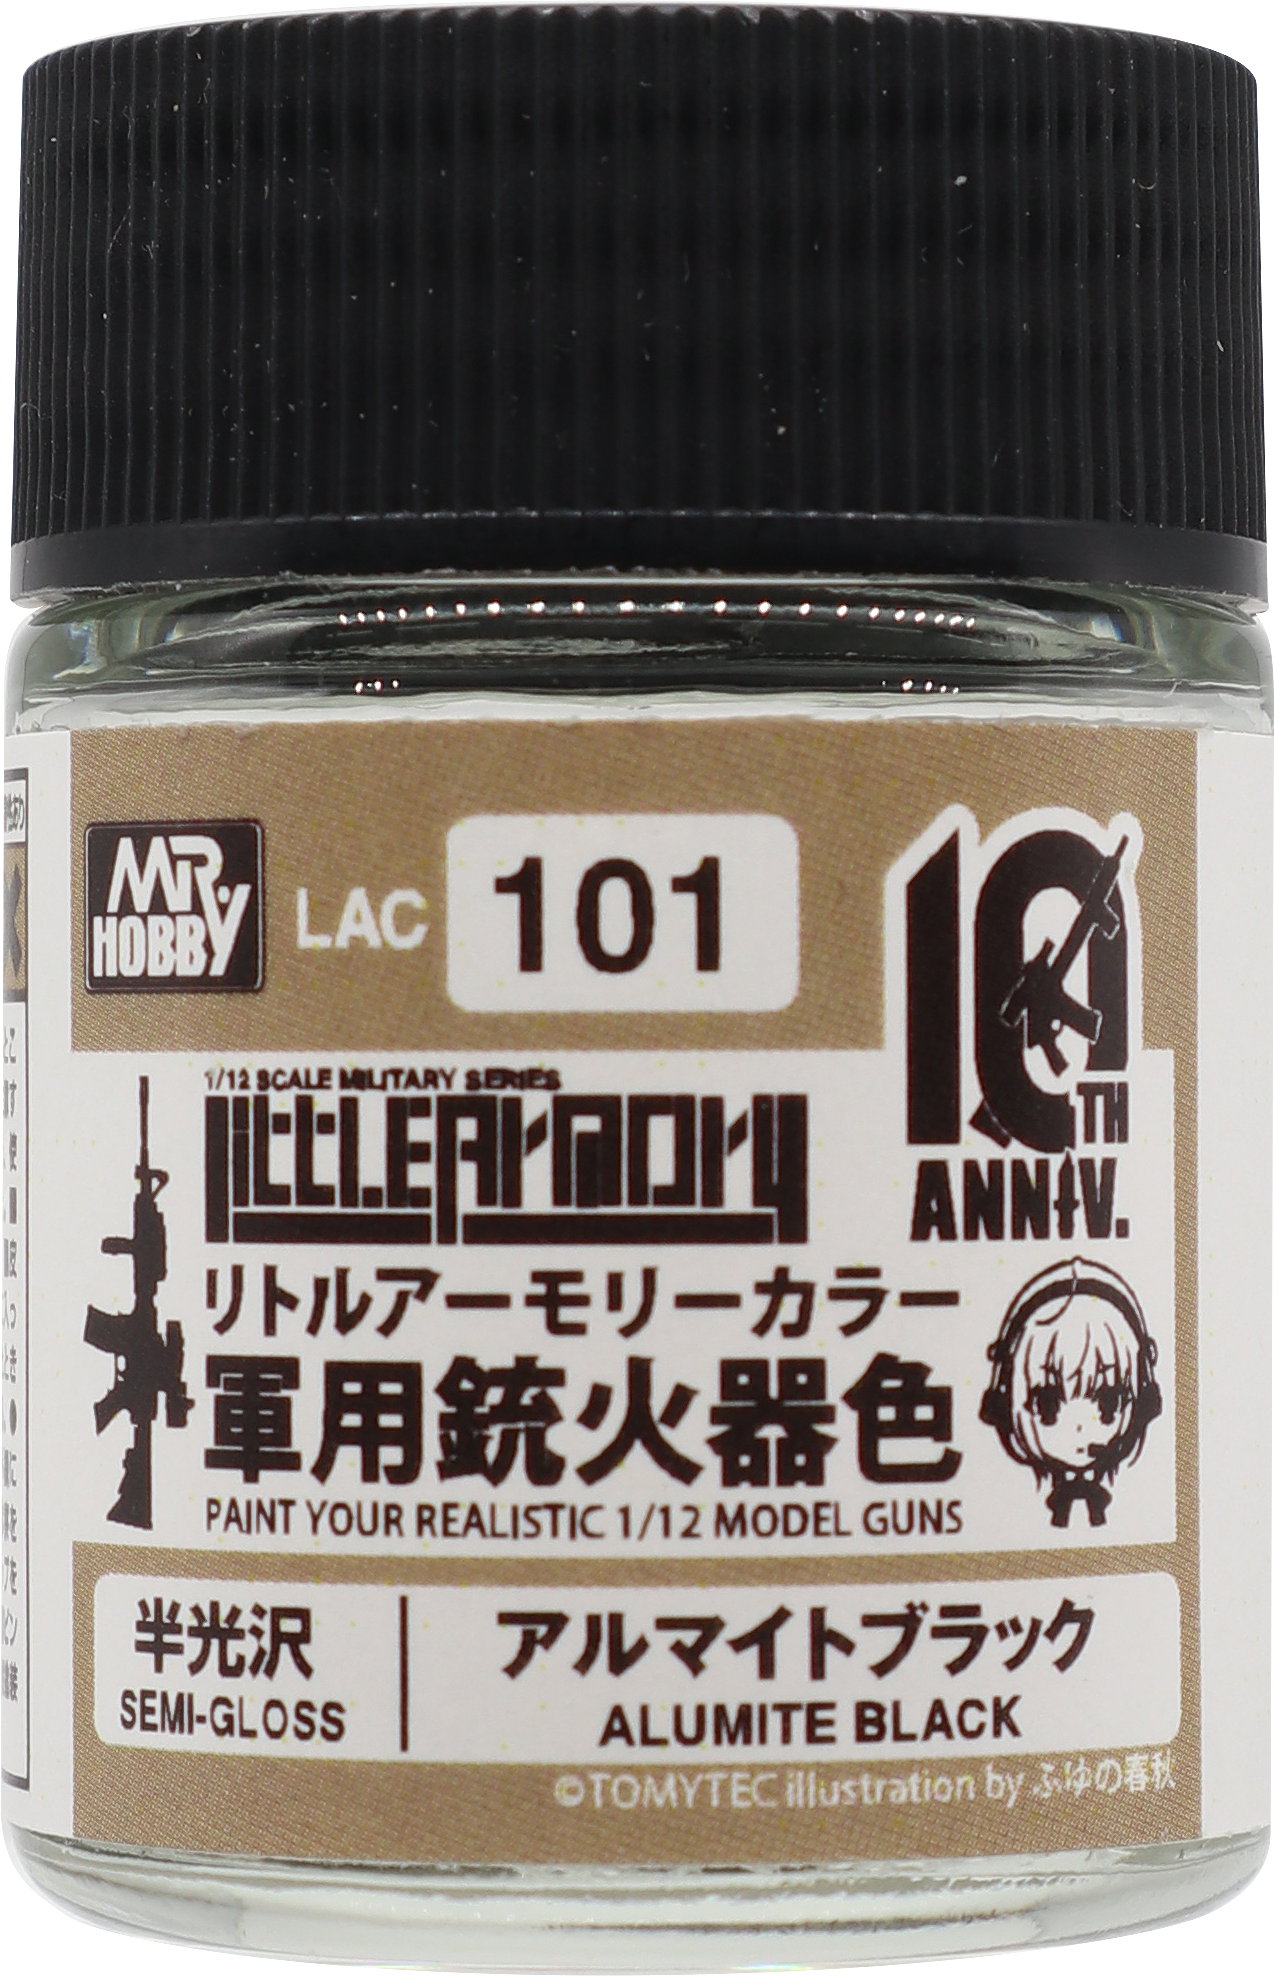 MR.
HOBBY
LAC 101
10TH
ANNIV.
1/12 SCALE MILITARY SERIES
LITTLEARMORY
リトルアーモリーカラー
軍用銃火器色
PAINT YOUR REALISTIC 1/12 MODEL GUNS
半光沢
SEMI-GLOSS
アルマイトブラック
ALUMITE BLACK
©TOMYTEC illustration by ふゆの春秋